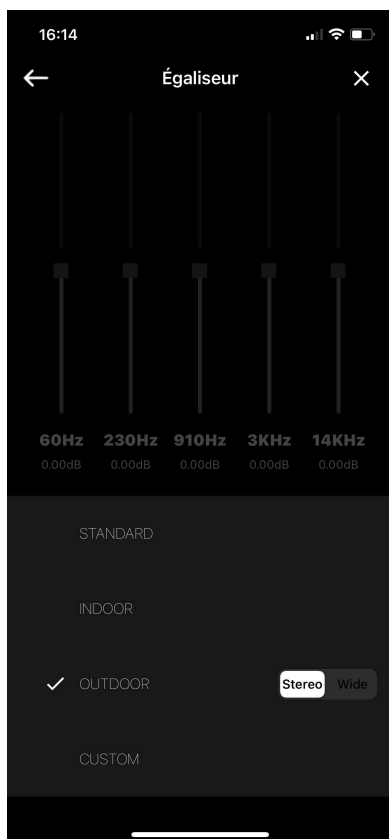 16:14
Égaliseur
60Hz 230Hz 910Hz 3KHz 14KHz
0.00dB 0.00dB 0.00dB 0.00dB 0.00dB
STANDARD
INDOOR
OUTDOOR Stereo Wide
CUSTOM